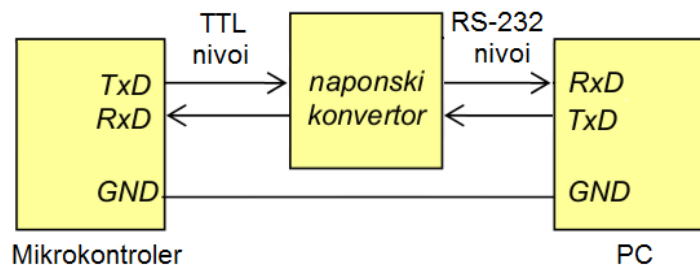 TTL
nivoi
RS-232
nivoi
TxD
RxD
GND
naponski
konvertor
RxD
TxD
GND
Mikrokontroler
PC